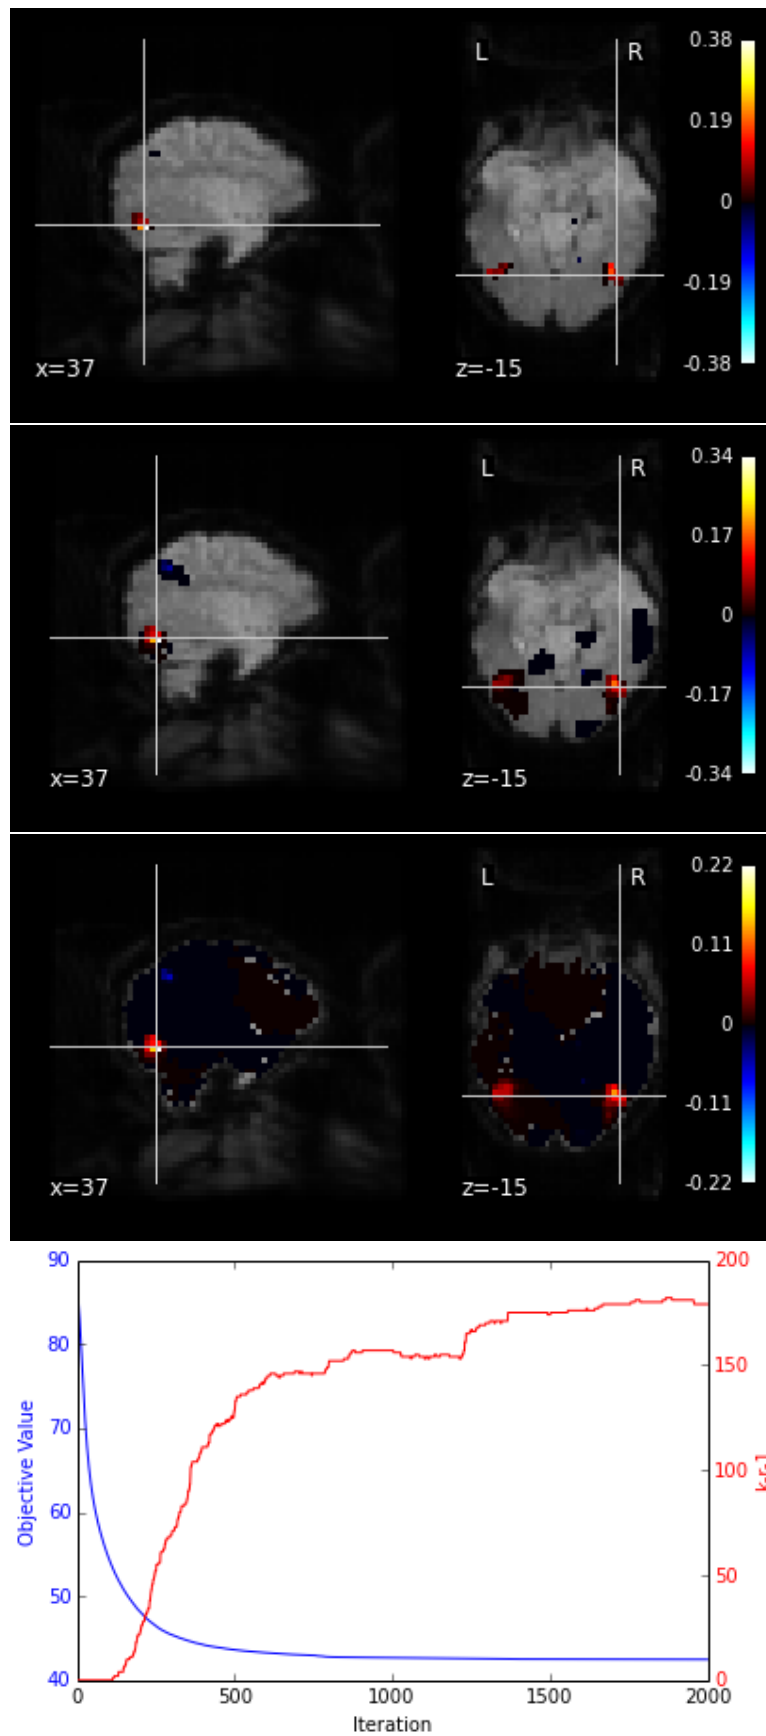 L R 0.38
0.19
0
-0.19
x=37 z=-15 -0.38
L R 0.34
0.17
0
-0.17
x=37 z=-15 -0.34
L R 0.22
0.11
0
-0.11
x=37 z=-15 -0.22
90 200
80
150
70
Objective Value 100 k-r-1
60
50 50
40 0
0 500 1000 1500 2000
Iteration